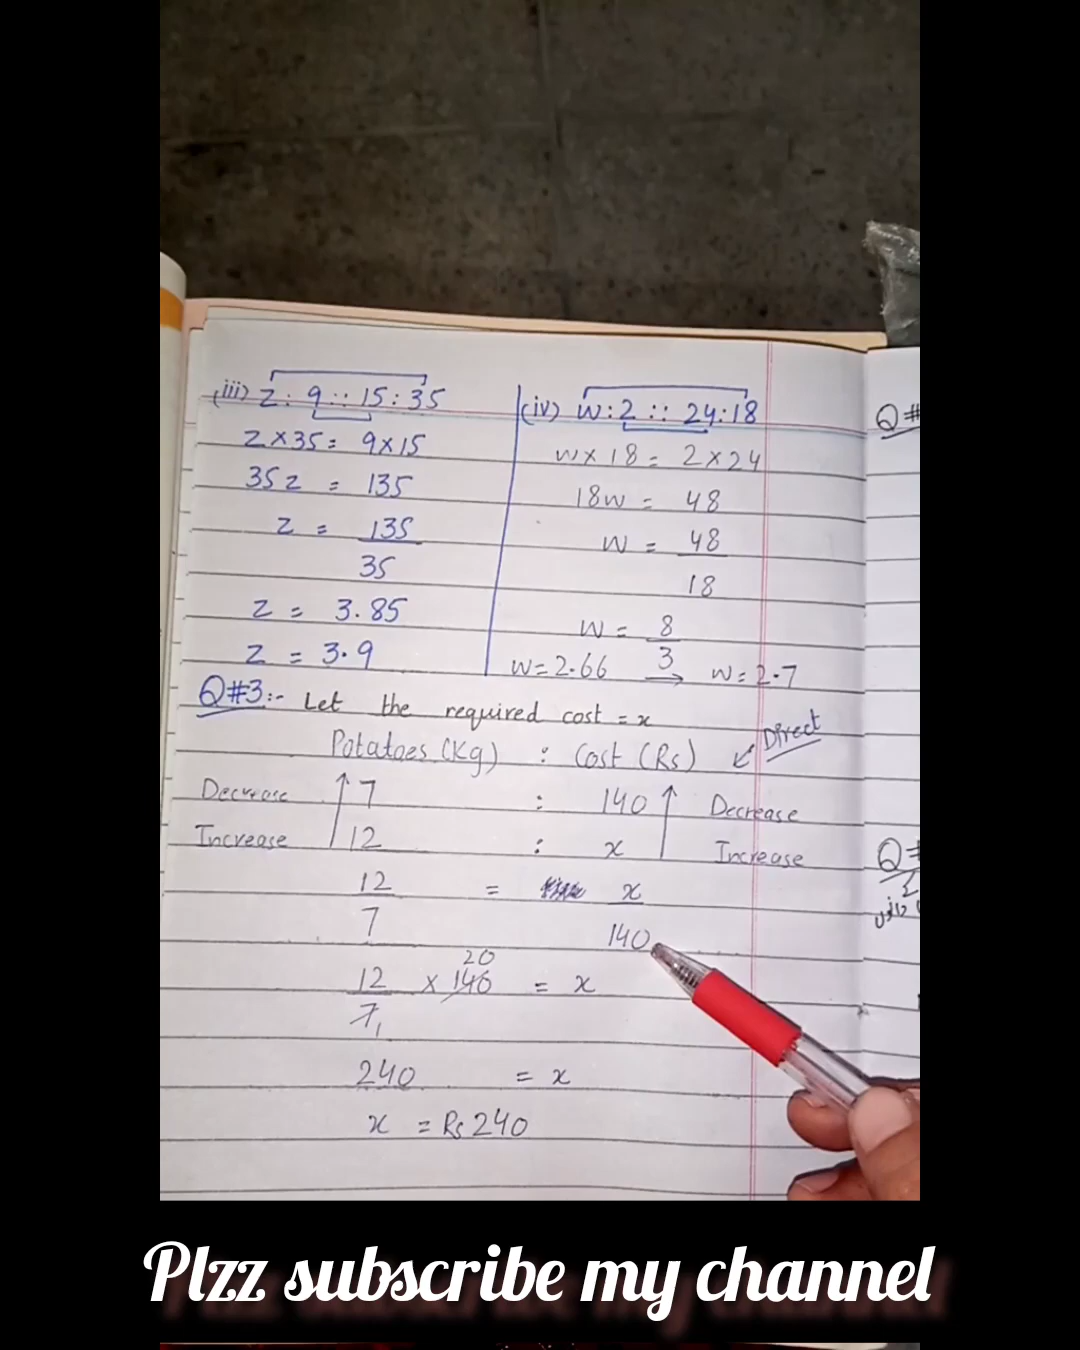 (iii) Z : 9 :: 15 : 35
Z × 35 = 9 × 15
35 z = 135
z = 135
35
z = 3.85
z = 3.9
(iv) W : 2 :: 24 : 18
W × 18 = 2 × 24
18W = 48
W = 48
18
W = 8
3
W = 2.66 → W = 2.7
Q#3:- Let the required cost = x
Potatoes (Kg) : Cost (Rs) Direct
Decrease 7 : 140 Decrease
Increase 12 : x Increase
12 = x
7 140
20
12 × 140 = x
7 1
240 = x
x = Rs 240
Q#
Q#
Plzz subscribe my channel